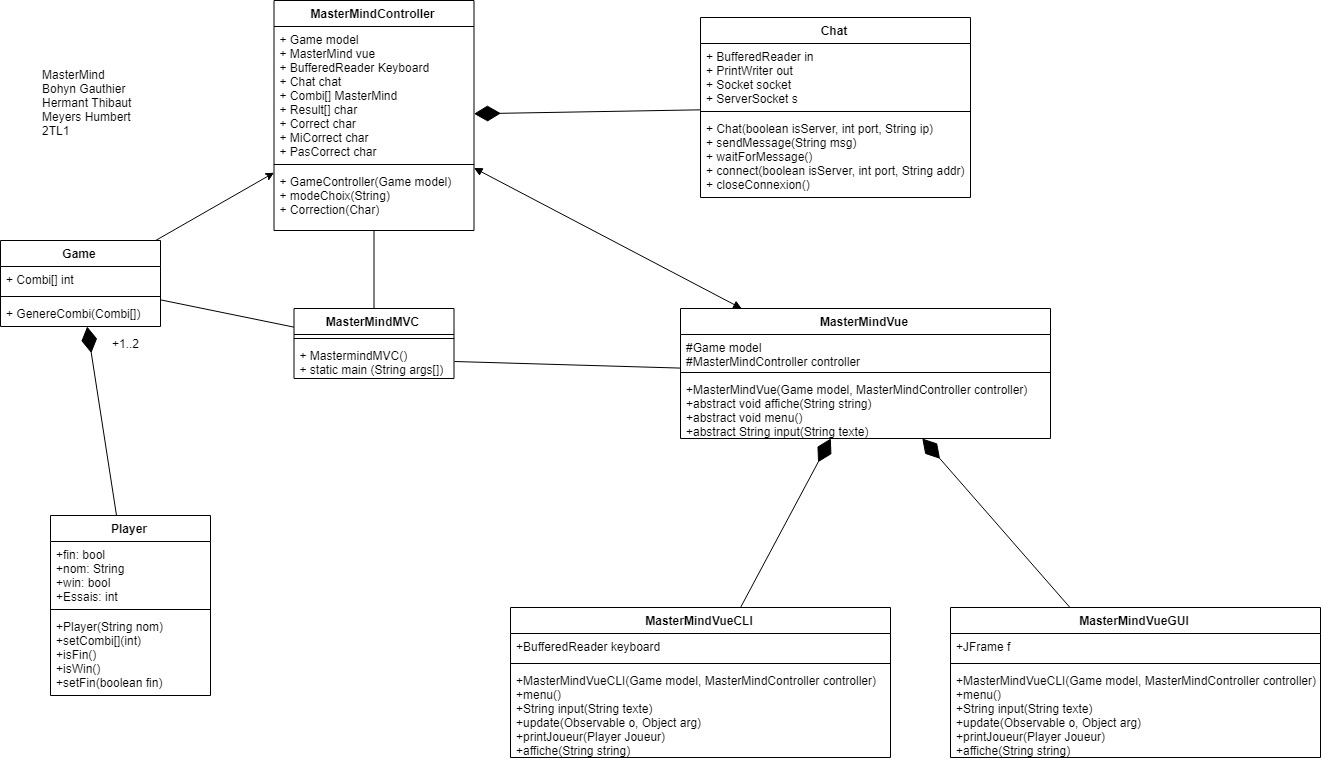 MasterMind
Bohyn Gauthier
Hermant Thibaut
Meyers Humbert
2TL1
MasterMindController
+ Game model
+ MasterMind vue
+ BufferedReader Keyboard
+ Chat chat
+ Combi[] MasterMind
+ Result[] char
+ Correct char
+ MiCorrect char
+ PasCorrect char
+ GameController(Game model)
+ modeChoix(String)
+ Correction(Char)
Chat
+ BufferedReader in
+ PrintWriter out
+ Socket socket
+ ServerSocket s
+ Chat(boolean isServer, int port, String ip)
+ sendMessage(String msg)
+ waitForMessage()
+ connect(boolean isServer, int port, String addr)
+ closeConnexion()
Game
+ Combi[] int
+ GenereCombi(Combi[])
+1..2
MasterMindMVC
+ MastermindMVC()
+ static main (String args[])
MasterMindVue
#Game model
#MasterMindController controller
+MasterMindVue(Game model, MasterMindController controller)
+abstract void affiche(String string)
+abstract void menu()
+abstract String input(String texte)
Player
+fin: bool
+nom: String
+win: bool
+Essais: int
+Player(String nom)
+setCombi[](int)
+isFin()
+isWin()
+setFin(boolean fin)
MasterMindVueCLI
+BufferedReader keyboard
+MasterMindVueCLI(Game model, MasterMindController controller)
+menu()
+String input(String texte)
+update(Observable o, Object arg)
+printJoueur(Player Joueur)
+affiche(String string)
MasterMindVueGUI
+JFrame f
+MasterMindVueCLI(Game model, MasterMindController controller)
+menu()
+String input(String texte)
+update(Observable o, Object arg)
+printJoueur(Player Joueur)
+affiche(String string)